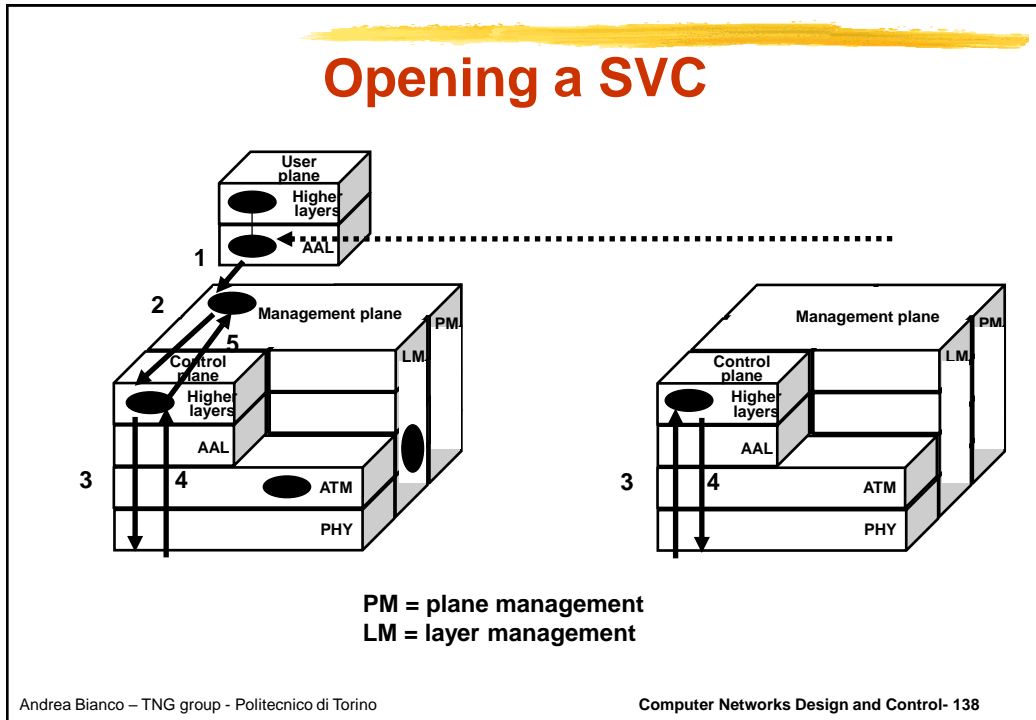 Opening a SVC
User
plane
Higher
layers
AAL
1
2
Management plane
PM
5
LM
Control
plane
Higher
layers
AAL
3
4
ATM
PHY
Management plane
PM
LM
Control
plane
Higher
layers
AAL
3
4
ATM
PHY
PM = plane management
LM = layer management
Andrea Bianco – TNG group - Politecnico di Torino
Computer Networks Design and Control- 138